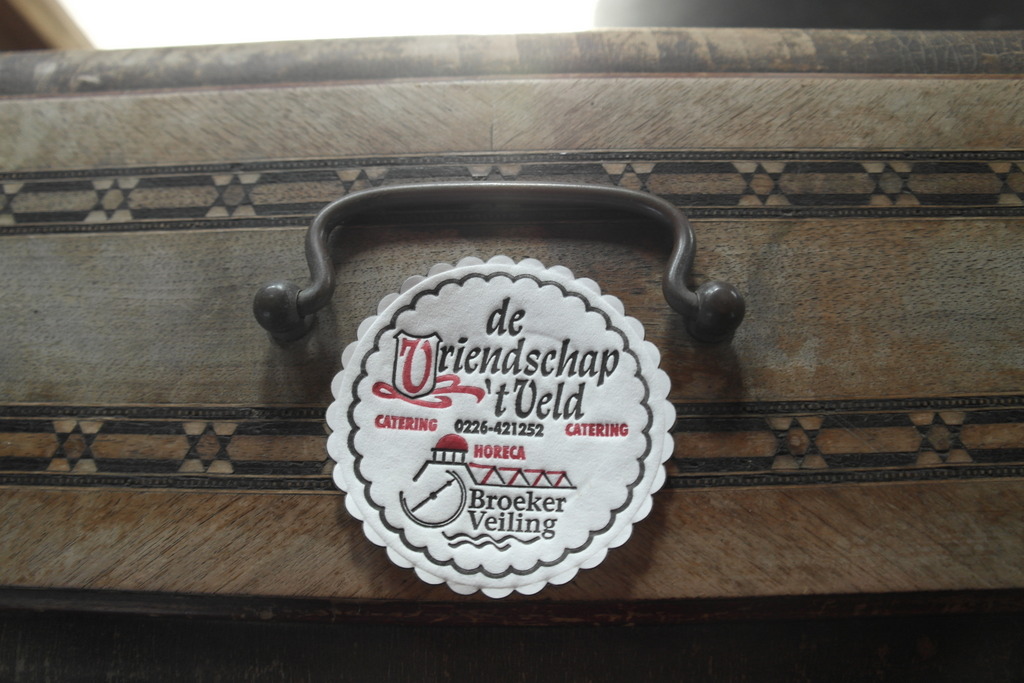 de
Vriendschap
't Veld
CATERING 0226-421252 CATERING
HORECA
Broeker
Veiling